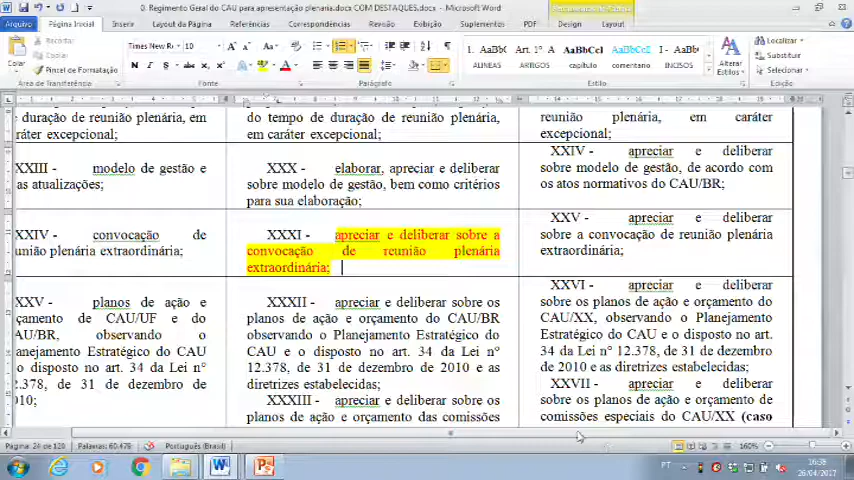 0. Regimento Geral do CAU para apresentação plenaria.docx COM DESTAQUES.docx - Microsoft Word
Arquivo Página Inicial Inserir Layout da Página Referências Correspondências Revisão Exibição Suplementos PDF Design Layout
Recortar
Copiar
Colar
Pincel de Formatação
Área de Transferência
Times New Ro 10
Fonte
Parágrafo
AaBbC Art. 1º A AaBbCcI AaBbCcI I - AaBb
ALINEAS ARTIGO capítulo comentario INCISOS
Alterar Estilos
Estilo
Localizar
Substituir
Selecionar
Edição
e duração de reunião plenária, em
ráter excepcional;
do tempo de duração de reunião plenária,
em caráter excepcional;
reunião plenária, em caráter
excepcional;
XXIII - modelo de gestão e
as atualizações;
XXX - elaborar, apreciar e deliberar
sobre modelo de gestão, bem como critérios
para sua elaboração;
XXIV - apreciar e deliberar
sobre modelo de gestão, de acordo com
os atos normativos do CAU/BR;
XXIV - convocação de
união plenária extraordinária;
XXXI - apreciar e deliberar sobre a
convocação de reunião plenária
extraordinária;
XXV - apreciar e deliberar
sobre a convocação de reunião plenária
extraordinária;
XXV - planos de ação e
çamento de CAU/UF e do
AU/BR, observando o
anejamento Estratégico do CAU
o disposto no art. 34 da Lei n°
2.378, de 31 de dezembro de
10;
XXXII - apreciar e deliberar sobre os
planos de ação e orçamento do CAU/BR
observando o Planejamento Estratégico do
CAU e o disposto no art. 34 da Lei n°
12.378, de 31 de dezembro de 2010 e as
diretrizes estabelecidas;
XXXIII - apreciar e deliberar sobre os
planos de ação e orçamento das comissões
XXVI - apreciar e deliberar
sobre os planos de ação e orçamento do
CAU/XX, observando o Planejamento
Estratégico do CAU e o disposto no art.
34 da Lei n° 12.378, de 31 de dezembro
de 2010 e as diretrizes estabelecidas;
XXVII - apreciar e deliberar
sobre os planos de ação e orçamento de
comissões especiais do CAU/XX (caso
Página: 24 de 129 Palavras: 60.478 Português (Brasil) 160%
PT 16:38
26/04/2017